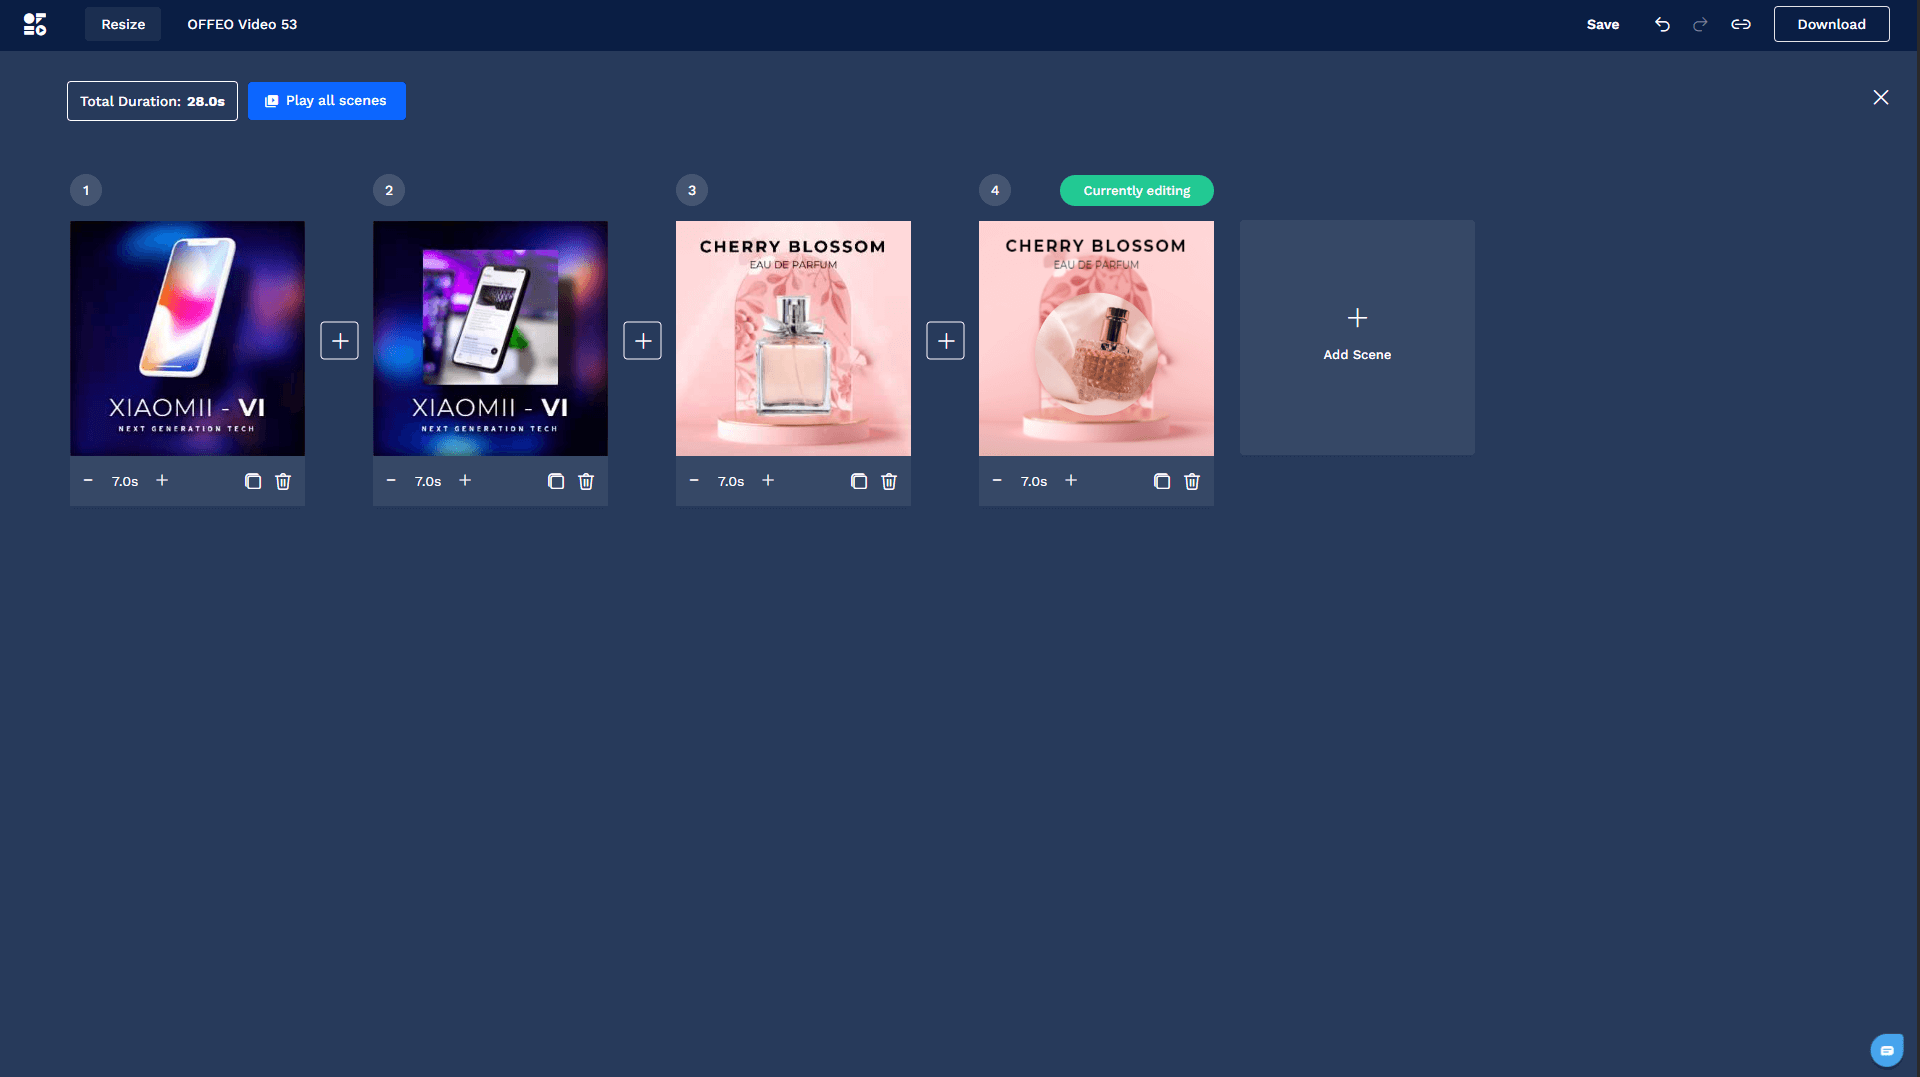 Resize
OFFEO Video 53
Save
Download
Total Duration: 28.0s
Play all scenes
1
2
3
4
Currently editing
XIAOMII - VI
NEXT GENERATION TECH
XIAOMII - VI
NEXT GENERATION TECH
CHERRY BLOSSOM
EAU DE PARFUM
CHERRY BLOSSOM
EAU DE PARFUM
Add Scene
- 7.0s +
- 7.0s +
- 7.0s +
- 7.0s +